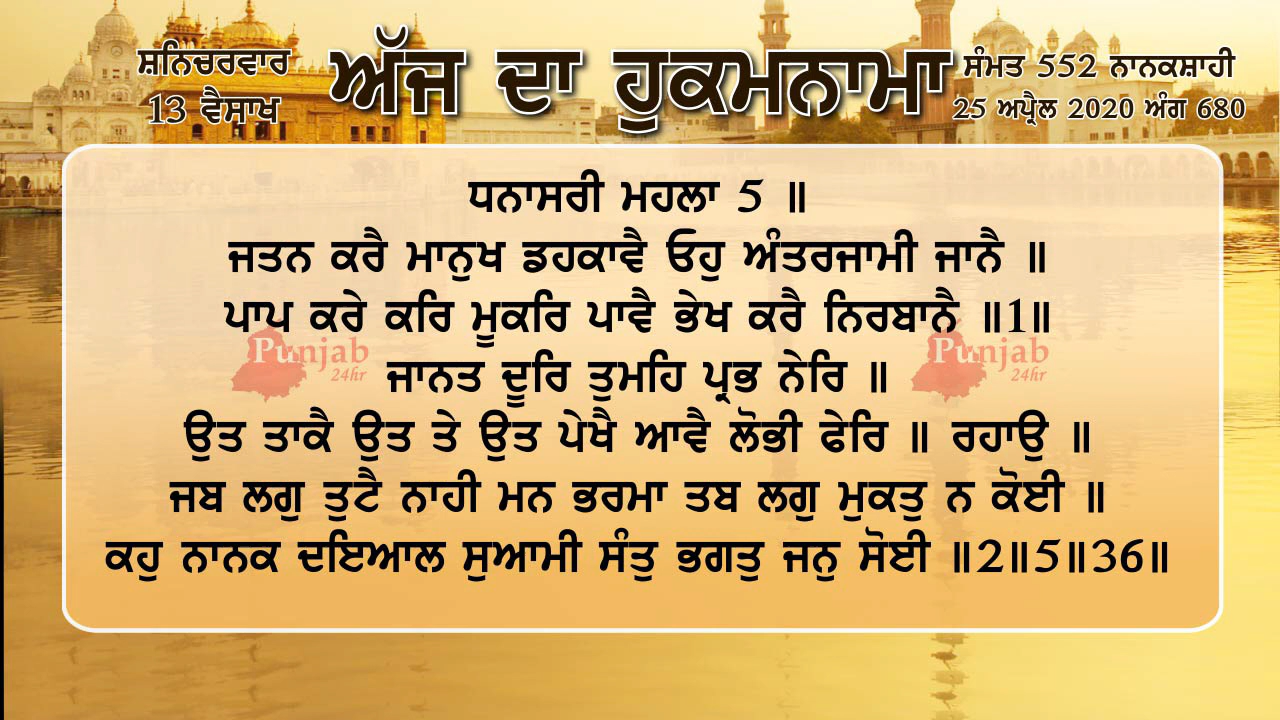 ਸ਼ਨਿਚਰਵਾਰ
13 ਵੈਸਾਖ
ਅੱਜ ਦਾ ਹੁਕਮਨਾਮਾ
ਸੰਮਤ 552 ਨਾਨਕਸ਼ਾਹੀ
25 ਅਪ੍ਰੈਲ 2020 ਅੰਗ 680
ਧਨਾਸਰੀ ਮਹਲਾ 5 ॥
ਜਤਨ ਕਰੈ ਮਾਨੁਖ ਡਹਕਾਵੈ ਓਹੁ ਅੰਤਰਜਾਮੀ ਜਾਨੈ ॥
ਪਾਪ ਕਰੇ ਕਰਿ ਮੂਕਰਿ ਪਾਵੈ ਭੇਖ ਕਰੈ ਨਿਰਬਾਨੈ ॥1॥
Punjab
24hr
Punjab
24hr
ਜਾਨਤ ਦੂਰਿ ਤੁਮਹਿ ਪ੍ਰਭ ਨੇਰਿ ॥
ਉਤ ਤਾਕੈ ਉਤ ਤੇ ਉਤ ਪੇਖੈ ਆਵੈ ਲੋਭੀ ਫੇਰਿ ॥ ਰਹਾਉ ॥
ਜਬ ਲਗੁ ਤੁਟੈ ਨਾਹੀ ਮਨ ਭਰਮਾ ਤਬ ਲਗੁ ਮੁਕਤੁ ਨ ਕੋਈ ॥
ਕਹੁ ਨਾਨਕ ਦਇਆਲ ਸੁਆਮੀ ਸੰਤੁ ਭਗਤੁ ਜਨੁ ਸੋਈ ॥2॥5॥36॥